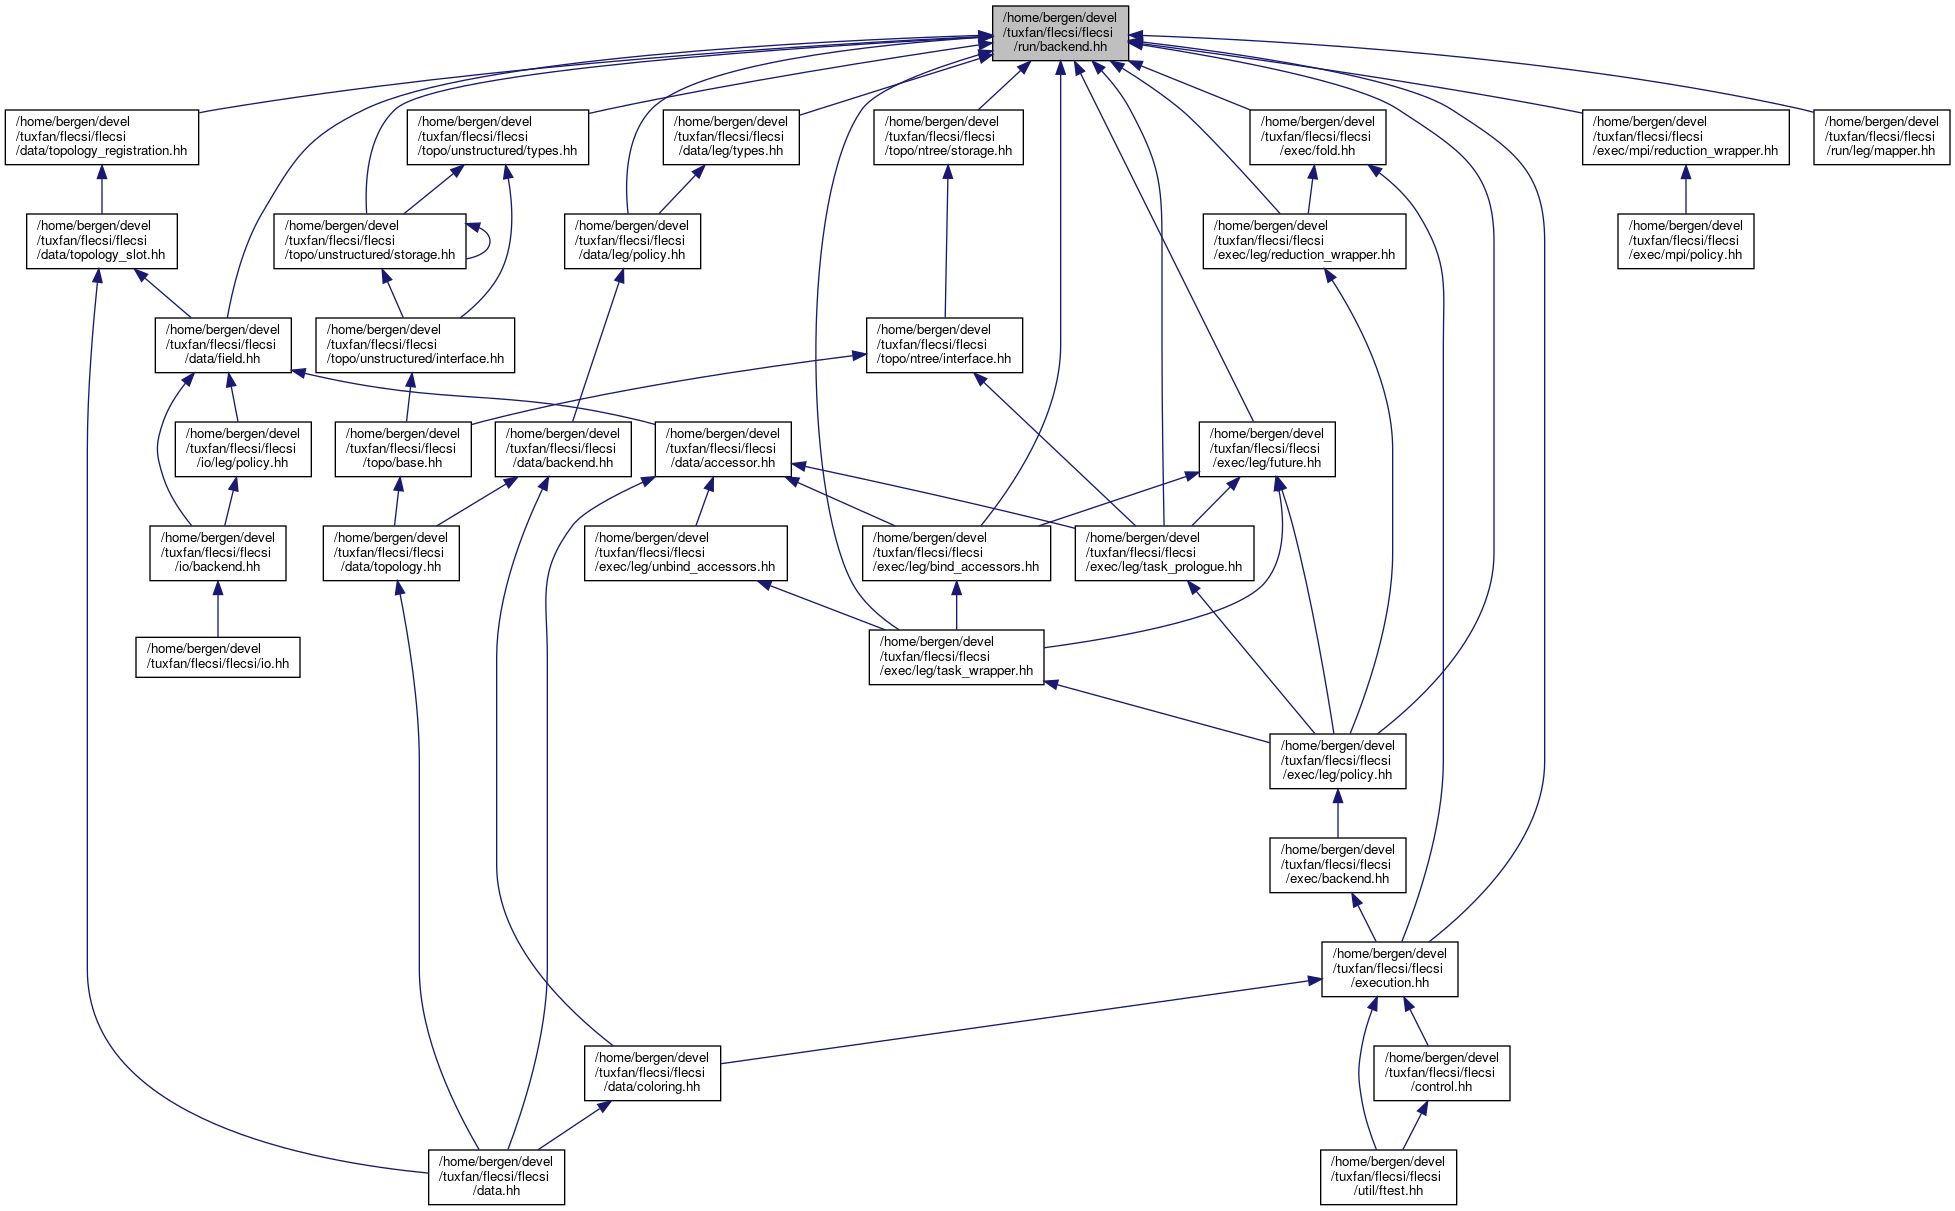 /home/bergen/devel
/tuxfan/flecsi/flecsi
/run/backend.hh
/home/bergen/devel
/tuxfan/flecsi/flecsi
/data/topology_registration.hh
/home/bergen/devel
/tuxfan/flecsi/flecsi
/topo/unstructured/types.hh
/home/bergen/devel
/tuxfan/flecsi/flecsi
/data/leg/types.hh
/home/bergen/devel
/tuxfan/flecsi/flecsi
/topo/ntree/storage.hh
/home/bergen/devel
/tuxfan/flecsi/flecsi
/exec/fold.hh
/home/bergen/devel
/tuxfan/flecsi/flecsi
/exec/mpi/reduction_wrapper.hh
/home/bergen/devel
/tuxfan/flecsi/flecsi
/run/leg/mapper.hh
/home/bergen/devel
/tuxfan/flecsi/flecsi
/data/topology_slot.hh
/home/bergen/devel
/tuxfan/flecsi/flecsi
/topo/unstructured/storage.hh
/home/bergen/devel
/tuxfan/flecsi/flecsi
/data/leg/policy.hh
/home/bergen/devel
/tuxfan/flecsi/flecsi
/exec/leg/reduction_wrapper.hh
/home/bergen/devel
/tuxfan/flecsi/flecsi
/exec/mpi/policy.hh
/home/bergen/devel
/tuxfan/flecsi/flecsi
/data/field.hh
/home/bergen/devel
/tuxfan/flecsi/flecsi
/topo/unstructured/interface.hh
/home/bergen/devel
/tuxfan/flecsi/flecsi
/topo/ntree/interface.hh
/home/bergen/devel
/tuxfan/flecsi/flecsi
/io/leg/policy.hh
/home/bergen/devel
/tuxfan/flecsi/flecsi
/topo/base.hh
/home/bergen/devel
/tuxfan/flecsi/flecsi
/data/backend.hh
/home/bergen/devel
/tuxfan/flecsi/flecsi
/data/accessor.hh
/home/bergen/devel
/tuxfan/flecsi/flecsi
/exec/leg/future.hh
/home/bergen/devel
/tuxfan/flecsi/flecsi
/io/backend.hh
/home/bergen/devel
/tuxfan/flecsi/flecsi
/data/topology.hh
/home/bergen/devel
/tuxfan/flecsi/flecsi
/exec/leg/unbind_accessors.hh
/home/bergen/devel
/tuxfan/flecsi/flecsi
/exec/leg/bind_accessors.hh
/home/bergen/devel
/tuxfan/flecsi/flecsi
/exec/leg/task_prologue.hh
/home/bergen/devel
/tuxfan/flecsi/flecsi/io.hh
/home/bergen/devel
/tuxfan/flecsi/flecsi
/exec/leg/task_wrapper.hh
/home/bergen/devel
/tuxfan/flecsi/flecsi
/exec/leg/policy.hh
/home/bergen/devel
/tuxfan/flecsi/flecsi
/exec/backend.hh
/home/bergen/devel
/tuxfan/flecsi/flecsi
/execution.hh
/home/bergen/devel
/tuxfan/flecsi/flecsi
/data/coloring.hh
/home/bergen/devel
/tuxfan/flecsi/flecsi
/control.hh
/home/bergen/devel
/tuxfan/flecsi/flecsi
/data.hh
/home/bergen/devel
/tuxfan/flecsi/flecsi
/util/ftest.hh